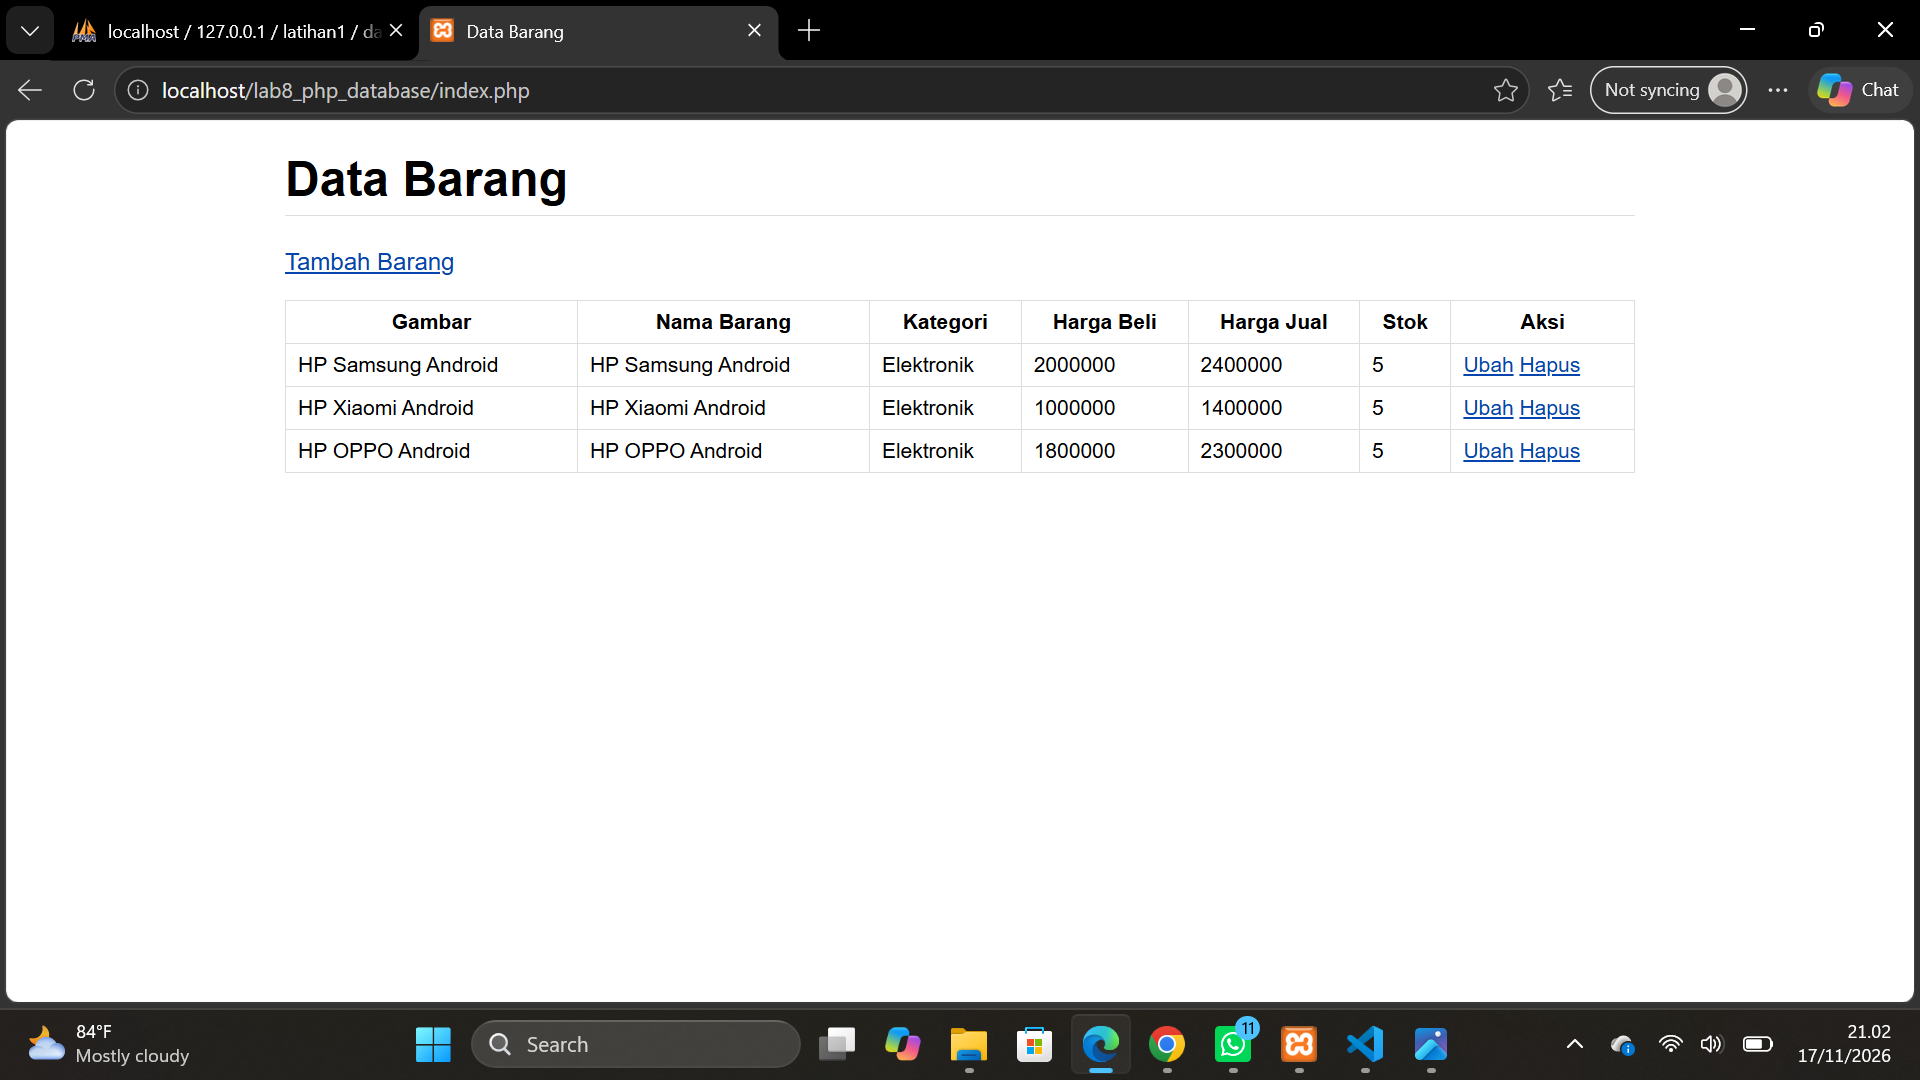 localhost / 127.0.0.1 / latihan1 / da
Data Barang
localhost/lab8_php_database/index.php
Not syncing
Chat
Data Barang
Tambah Barang
Gambar Nama Barang Kategori Harga Beli Harga Jual Stok Aksi
HP Samsung Android HP Samsung Android Elektronik 2000000 2400000 5 Ubah Hapus
HP Xiaomi Android HP Xiaomi Android Elektronik 1000000 1400000 5 Ubah Hapus
HP OPPO Android HP OPPO Android Elektronik 1800000 2300000 5 Ubah Hapus
84°F
Mostly cloudy
Search
11
21.02
17/11/2026